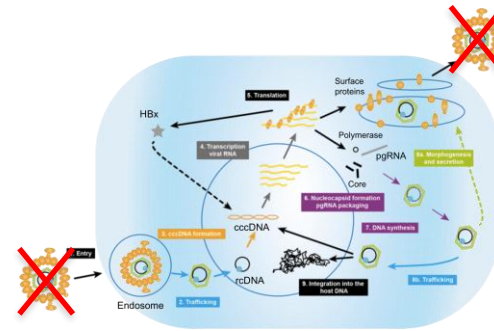 Surface
proteins
5. Translation
HBx
Polymerase
4. Transcription
viral RNA
pgRNA
8a. Morphogenesis
and secretion
Core
6. Nucleocapsid formation
pgRNA packaging
cccDNA
7. DNA synthesis
3. cccDNA formation
Entry
rcDNA
9. Integration into the
host DNA
8b. Trafficking
2. Trafficking
Endosome